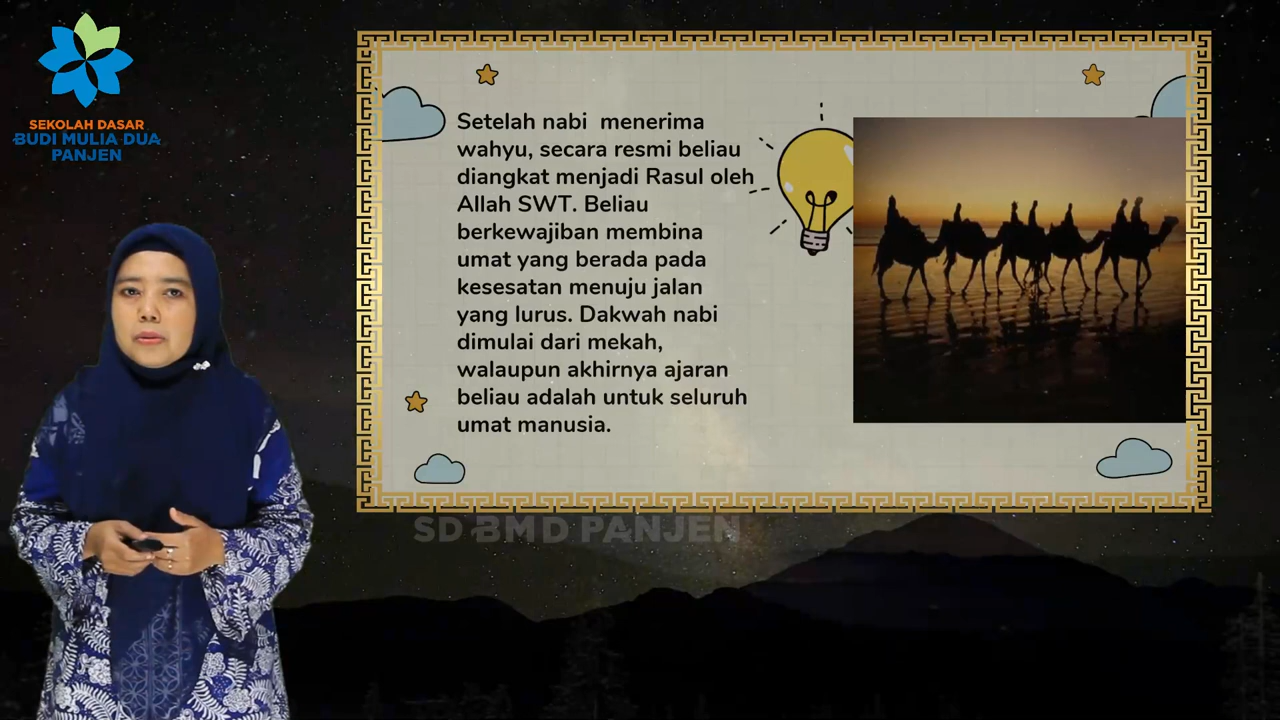 SEKOLAH DASAR
BUDI MULIA DUA
PANJEN
Setelah nabi menerima
wahyu, secara resmi beliau
diangkat menjadi Rasul oleh
Allah SWT. Beliau
berkewajiban membina
umat yang berada pada
kesesatan menuju jalan
yang lurus. Dakwah nabi
dimulai dari mekah,
walaupun akhirnya ajaran
beliau adalah untuk seluruh
umat manusia.
SD BMD PANJEN